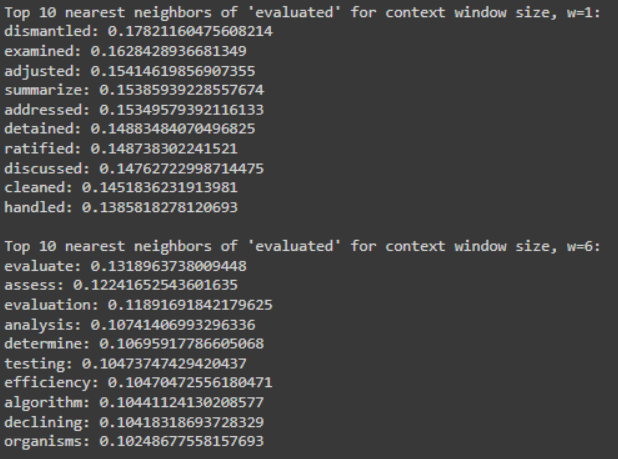 Top 10 nearest neighbors of 'evaluated' for context window size, w=1:
dismantled: 0.17821160475608214
examined: 0.1628428936681349
adjusted: 0.15414619856907355
summarize: 0.15385939228557674
addressed: 0.15349579392116133
detained: 0.14883484070496825
ratified: 0.148738302241521
discussed: 0.14762722998714475
cleaned: 0.1451836231913981
handled: 0.1385818278120693
Top 10 nearest neighbors of 'evaluated' for context window size, w=6:
evaluate: 0.1318963738009448
assess: 0.12241652543601635
evaluation: 0.11891691842179625
analysis: 0.10741406993296336
determine: 0.10695917786605068
testing: 0.10473747429420437
efficiency: 0.10470472556180471
algorithm: 0.10441124130208577
declining: 0.10418318693728329
organisms: 0.10248677558157693